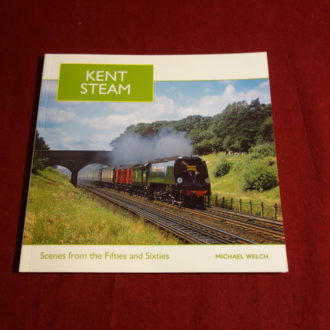 KENT
STEAM
Scenes from the Fifties and Sixties
MICHAEL WELCH